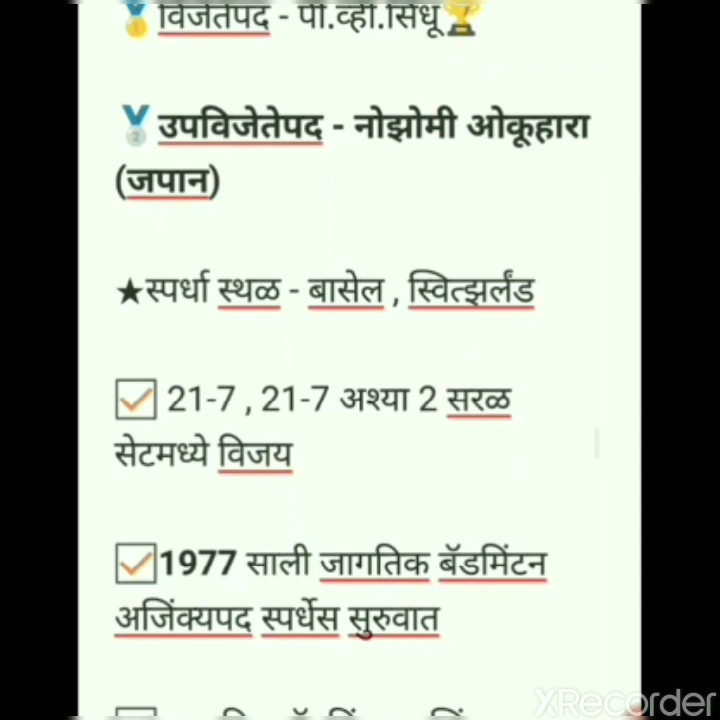 🥇विजेतेपद - पी.व्ही.सिंधू🏆
🥈उपविजेतेपद - नोझोमी ओकूहारा
(जपान)
★स्पर्धा स्थळ - बासेल , स्वित्झर्लंड
☑21-7 , 21-7 अश्या 2 सरळ
सेटमध्ये विजय
☑1977 साली जागतिक बॅडमिंटन
अजिंक्यपद स्पर्धेस सुरुवात
XRecorder